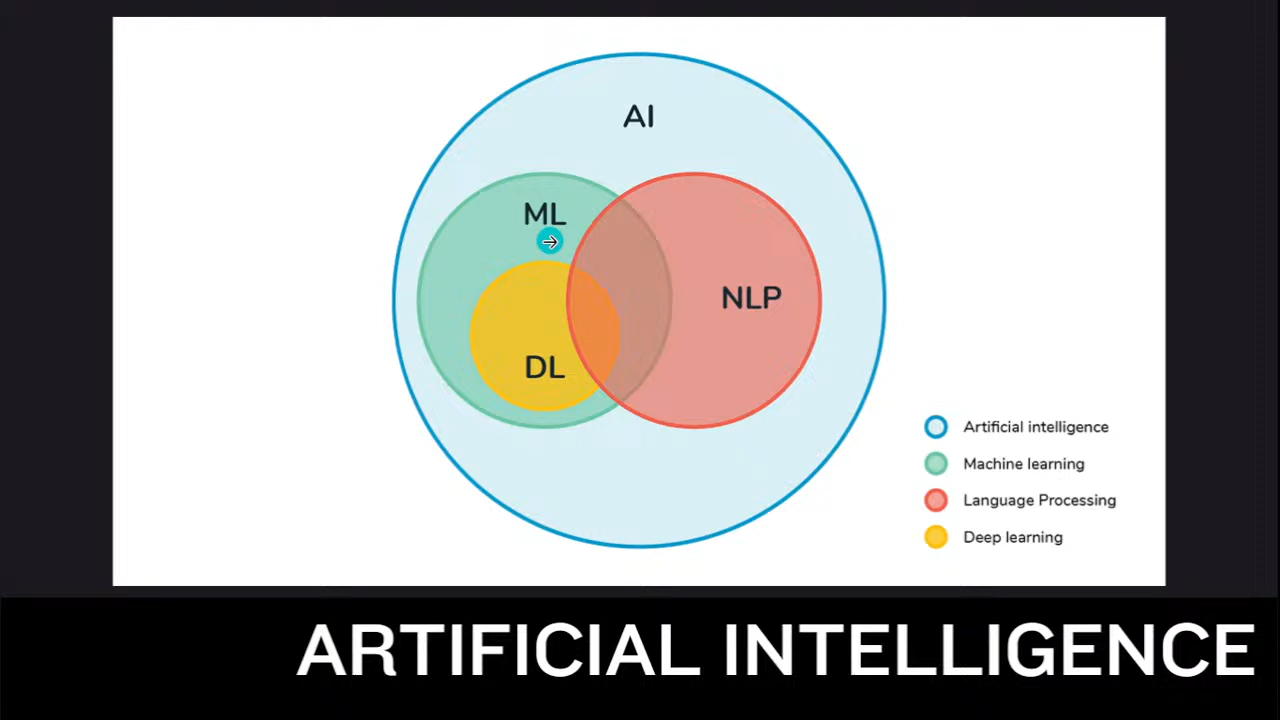 AI
ML
NLP
DL
Artificial intelligence
Machine learning
Language Processing
Deep learning
ARTIFICIAL INTELLIGENCE